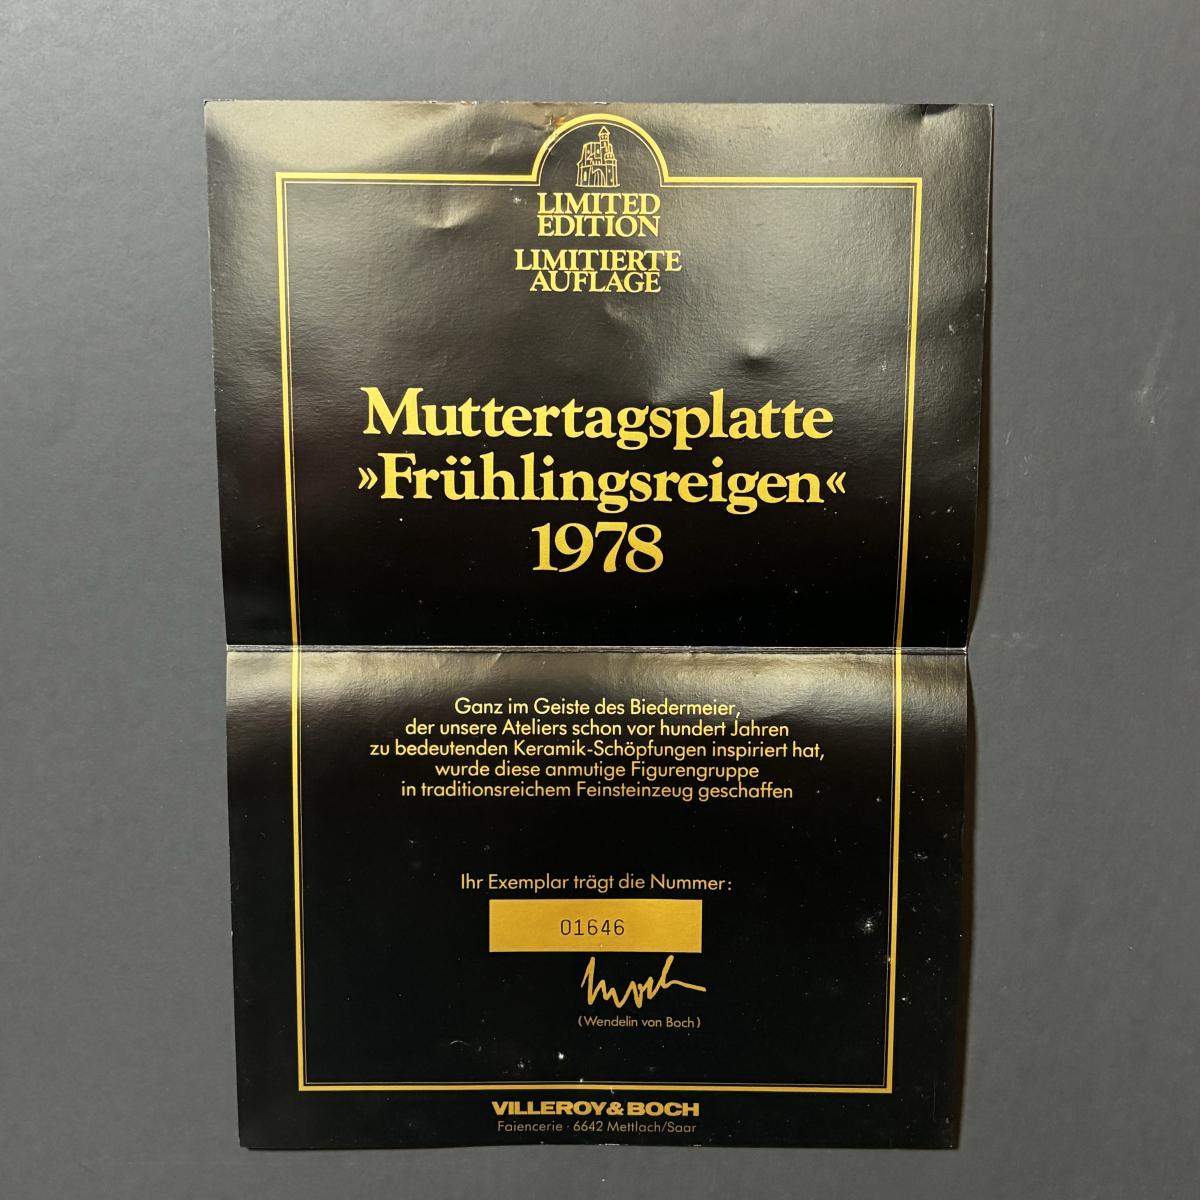 LIMITED
EDITION
LIMITIERTE
AUFLAGE
Muttertagsplatte
»Frühlingsreigen«
1978
Ganz im Geiste des Biedermeier,
der unsere Ateliers schon vor hundert Jahren
zu bedeutenden Keramik-Schöpfungen inspiriert hat,
wurde diese anmutige Figurengruppe
in traditionsreichem Feinsteinzeug geschaffen
Ihr Exemplar trägt die Nummer:
01646
(Wendelin von Boch)
VILLEROY & BOCH
Faiencerie · 6642 Mettlach/Saar